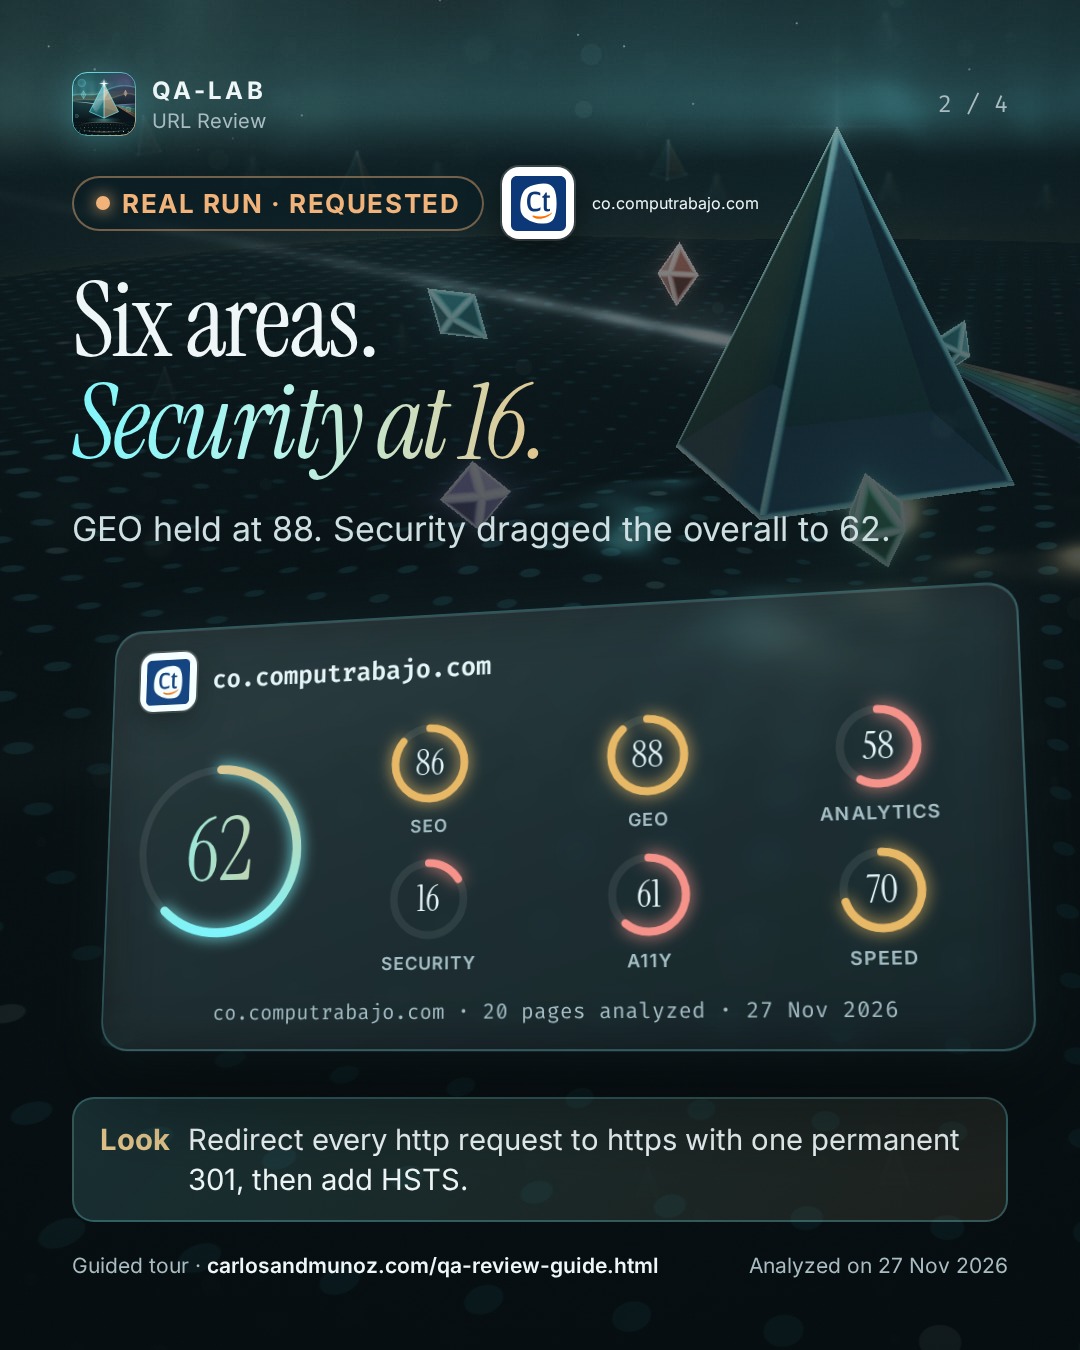 QA-LAB
URL Review
2 / 4
REAL RUN · REQUESTED
Ct
co.computrabajo.com
Six areas.
Security at 16.
GEO held at 88. Security dragged the overall to 62.
Ct
co.computrabajo.com
62
86
SEO
88
GEO
58
ANALYTICS
16
SECURITY
61
A11Y
70
SPEED
co.computrabajo.com · 20 pages analyzed · 27 Nov 2026
Look Redirect every http request to https with one permanent
301, then add HSTS.
Guided tour · carlosandmunoz.com/qa-review-guide.html
Analyzed on 27 Nov 2026